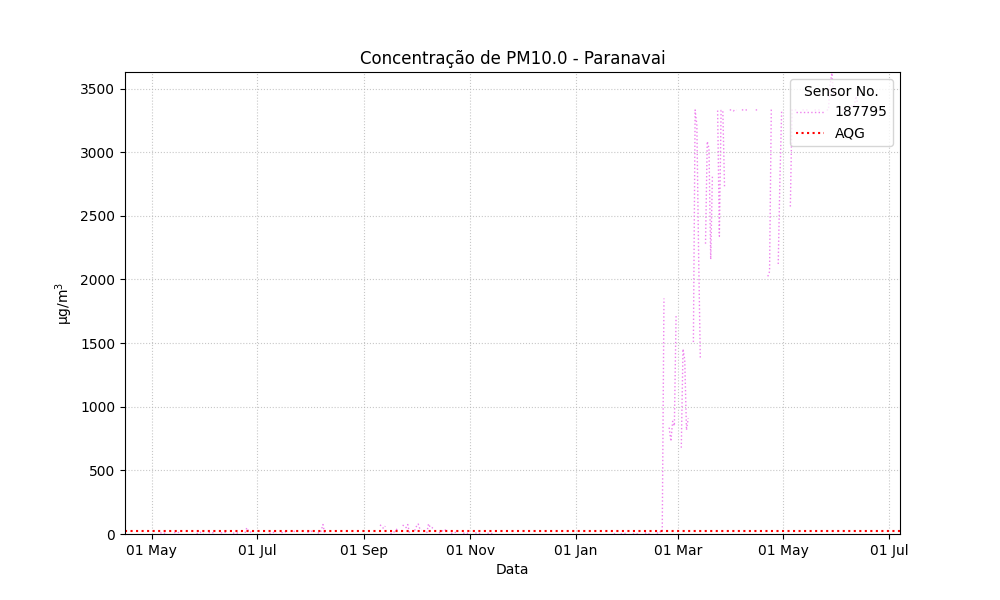 Concentração de PM10.0 - Paranavai
Sensor No.
187795
AQG
µg/m³
3500
3000
2500
2000
1500
1000
500
0
01 May
01 Jul
01 Sep
01 Nov
01 Jan
01 Mar
01 May
01 Jul
Data